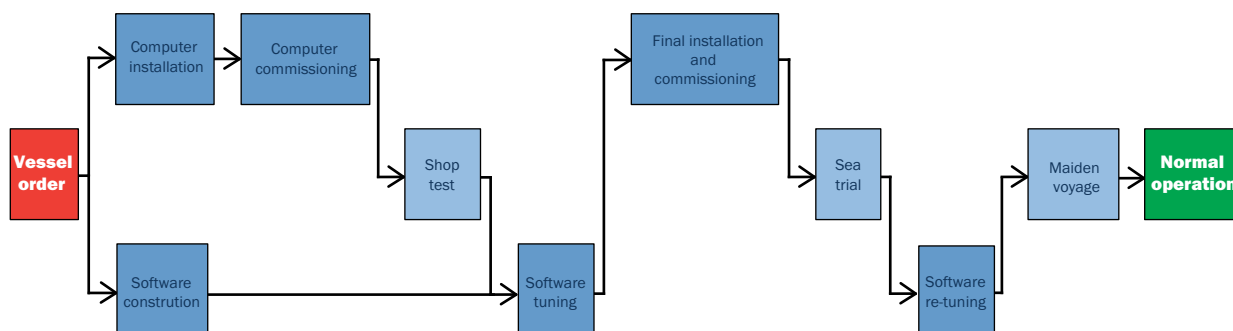 Computer
installation
Computer
commissioning
Final installation
and
commissioning
Vessel
order
Shop
test
Sea
trial
Maiden
voyage
Normal
operation
Software
constrution
Software
tuning
Software
re-tuning